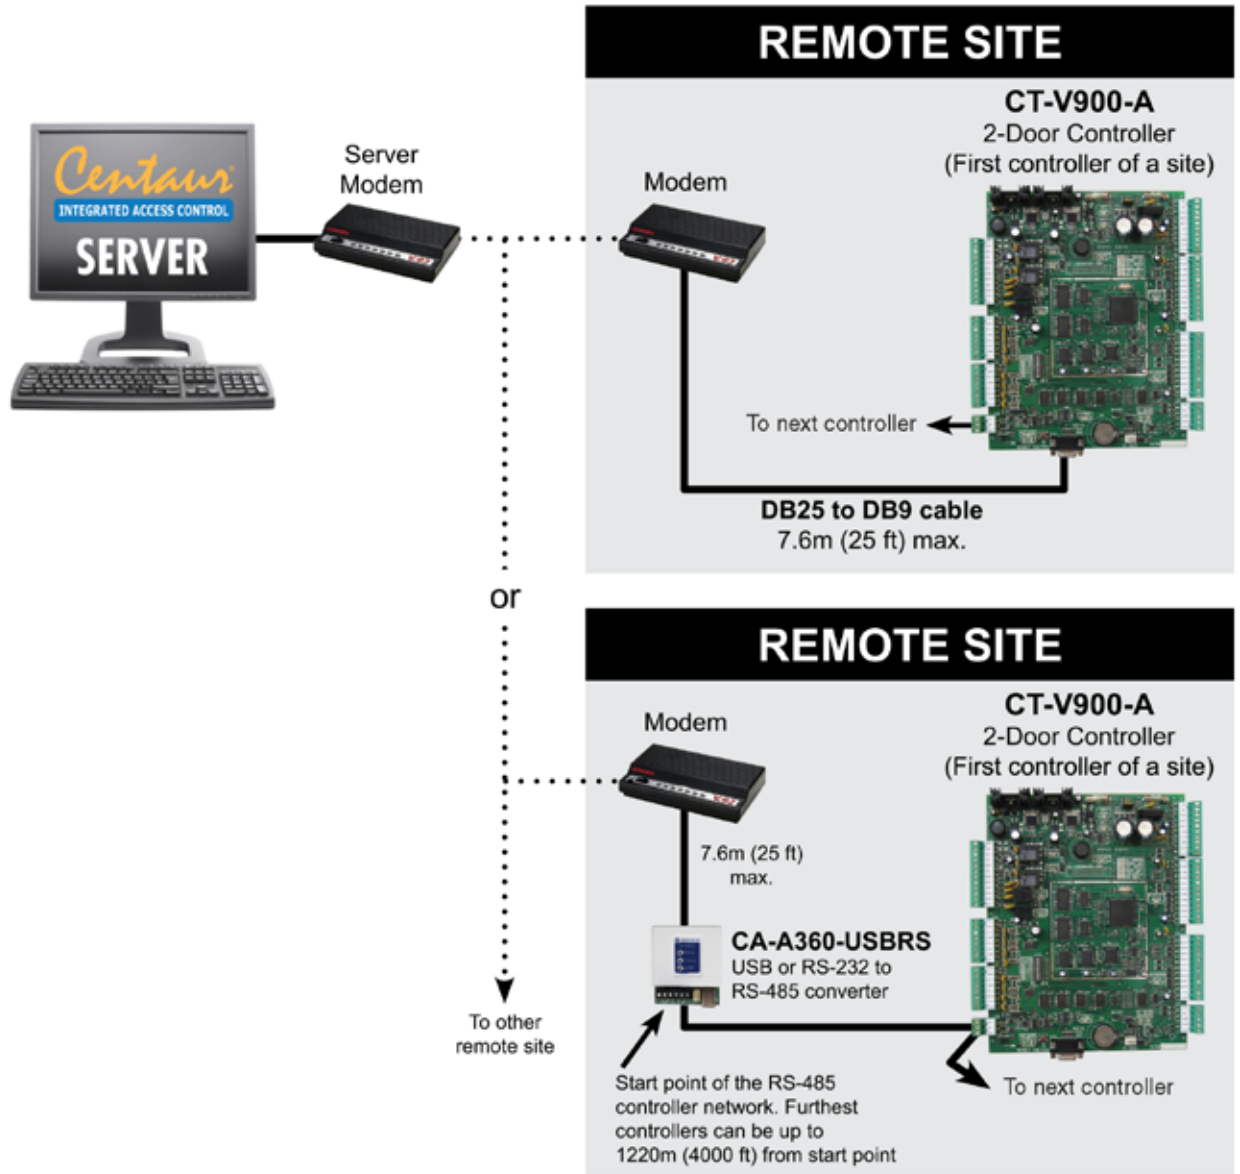 REMOTE SITE
CT-V900-A
2-Door Controller
(First controller of a site)
Centaur
INTEGRATED ACCESS CONTROL
SERVER
Server
Modem
Modem
To next controller
DB25 to DB9 cable
7.6m (25 ft) max.
or
REMOTE SITE
CT-V900-A
2-Door Controller
(First controller of a site)
Modem
7.6m (25 ft)
max.
CA-A360-USBRS
USB or RS-232 to
RS-485 converter
To other
remote site
Start point of the RS-485
controller network. Furthest
controllers can be up to
1220m (4000 ft) from start point
To next controller